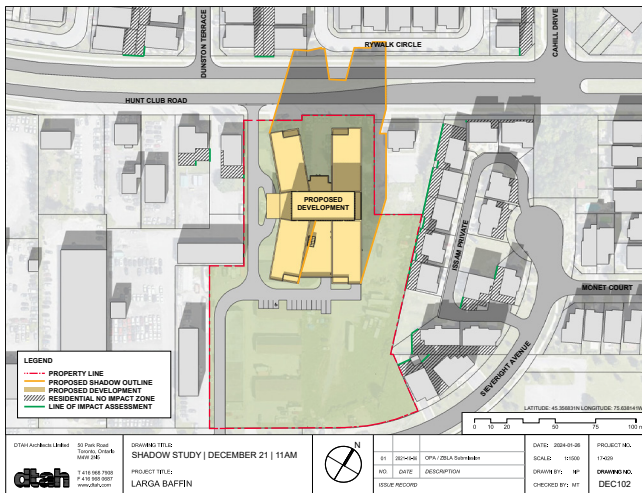 RYWALK CIRCLE
DUNSTON TERRACE
CAHILL DRIVE
HUNT CLUB ROAD
PROPOSED
DEVELOPMENT
ISSAM PRIVATE
MONET COURT
SIEVERIGHT AVENUE
LEGEND
PROPERTY LINE
PROPOSED SHADOW OUTLINE
PROPOSED DEVELOPMENT
RESIDENTIAL NO IMPACT ZONE
LINE OF IMPACT ASSESSMENT
LATITUDE: 45.356831N LONGITUDE: 75.638141W
0 10 20 50 75 100 m
DTAH Architects Limited
50 Park Road
Toronto, Ontario
M4W 2N5
T 416 968 7908
F 416 968 0687
www.dtah.com
dtah
DRAWING TITLE:
SHADOW STUDY | DECEMBER 21 | 11AM
PROJECT TITLE:
LARGA BAFFIN
N
01 OPA / ZBLA Submission
NO. DATE DESCRIPTION
ISSUE RECORD
DATE: 2024-01-26
SCALE: 1:1500
DRAWN BY: NP
CHECKED BY: MT
PROJECT NO.
17-029
DRAWING NO.
DEC102